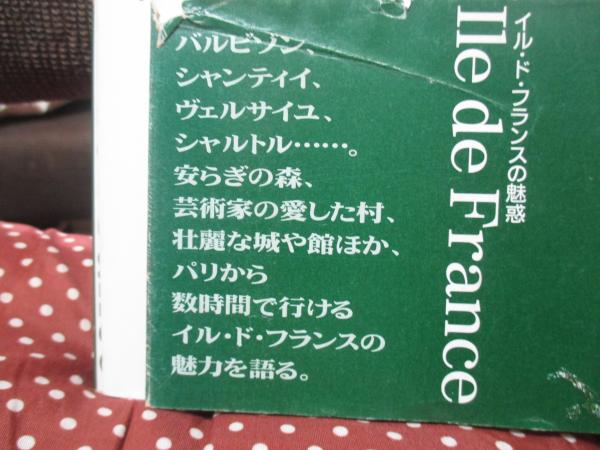 イル・ド・フランスの魅惑
Ile de France
バルビゾン、
シャンティイ、
ヴェルサイユ、
シャルトル……。
安らぎの森、
芸術家の愛した村、
壮麗な城や館ほか、
パリから
数時間で行ける
イル・ド・フランスの
魅力を語る。